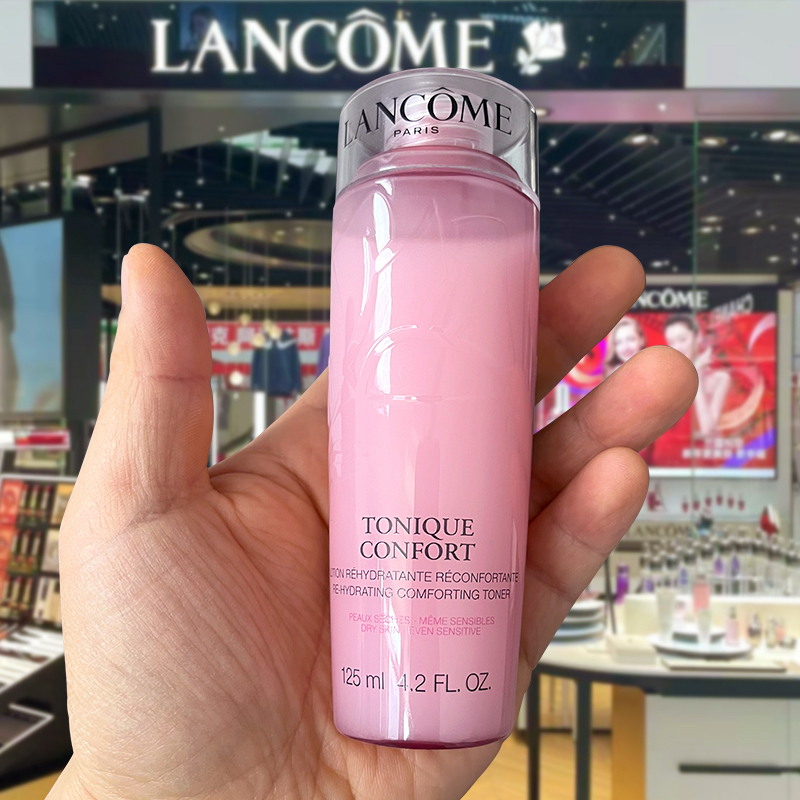 LANCÔME
LANCÔME
PARIS
LANCÔME
TONIQUE
CONFORT
LOTION RÉHYDRATANTE RÉCONFORTANTE
RE-HYDRATING COMFORTING TONER
PEAUX SÈCHES - MÊME SENSIBLES
DRY SKIN EVEN SENSITIVE
125 ml 4.2 FL. OZ.
LANCÔME